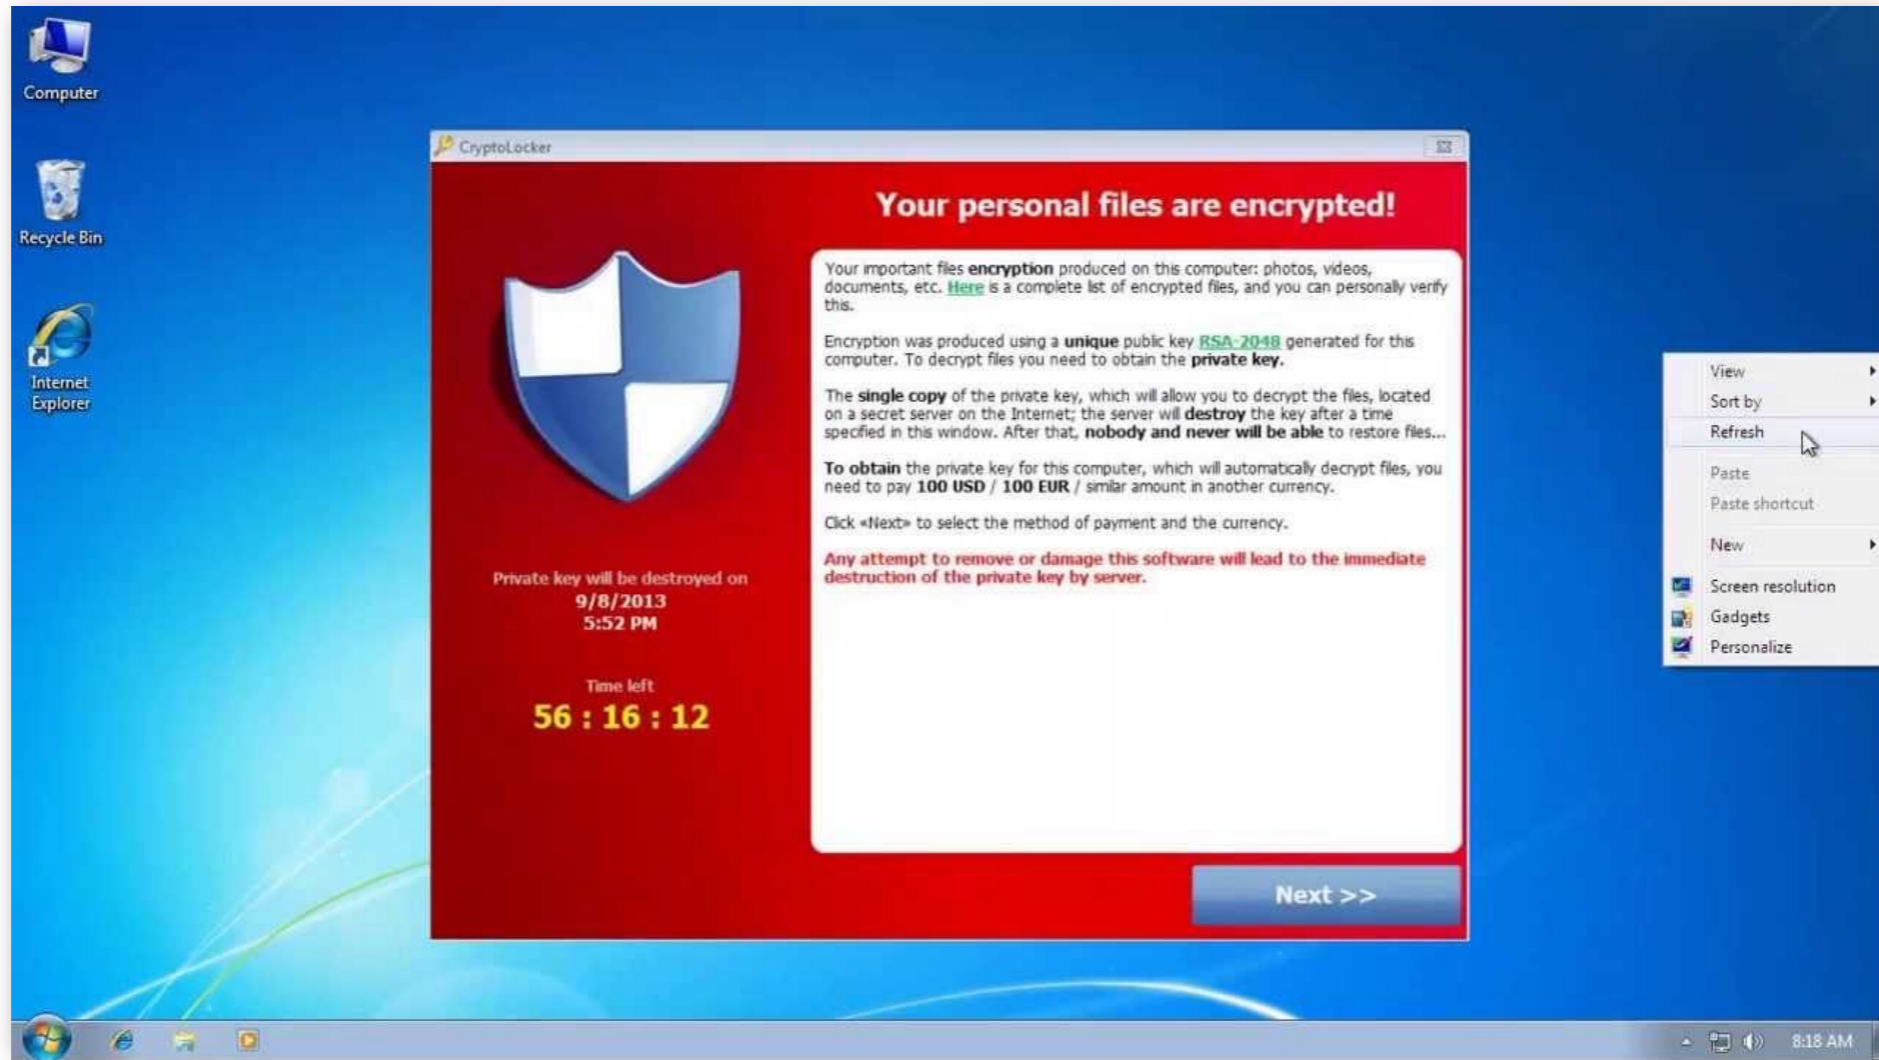 Computer
Recycle Bin
Internet
Explorer
CryptoLocker
Your personal files are encrypted!
Your important files encryption produced on this computer: photos, videos,
documents, etc. Here is a complete list of encrypted files, and you can personally verify
this.
Encryption was produced using a unique public key RSA-2048 generated for this
computer. To decrypt files you need to obtain the private key.
The single copy of the private key, which will allow you to decrypt the files, located
on a secret server on the Internet; the server will destroy the key after a time
specified in this window. After that, nobody and never will be able to restore files...
To obtain the private key for this computer, which will automatically decrypt files, you
need to pay 100 USD / 100 EUR / similar amount in another currency.
Click «Next» to select the method of payment and the currency.
Any attempt to remove or damage this software will lead to the immediate
destruction of the private key by server.
Private key will be destroyed on
9/8/2013
5:52 PM
Time left
56 : 16 : 12
Next >>
View
Sort by
Refresh
Paste
Paste shortcut
New
Screen resolution
Gadgets
Personalize
8:18 AM